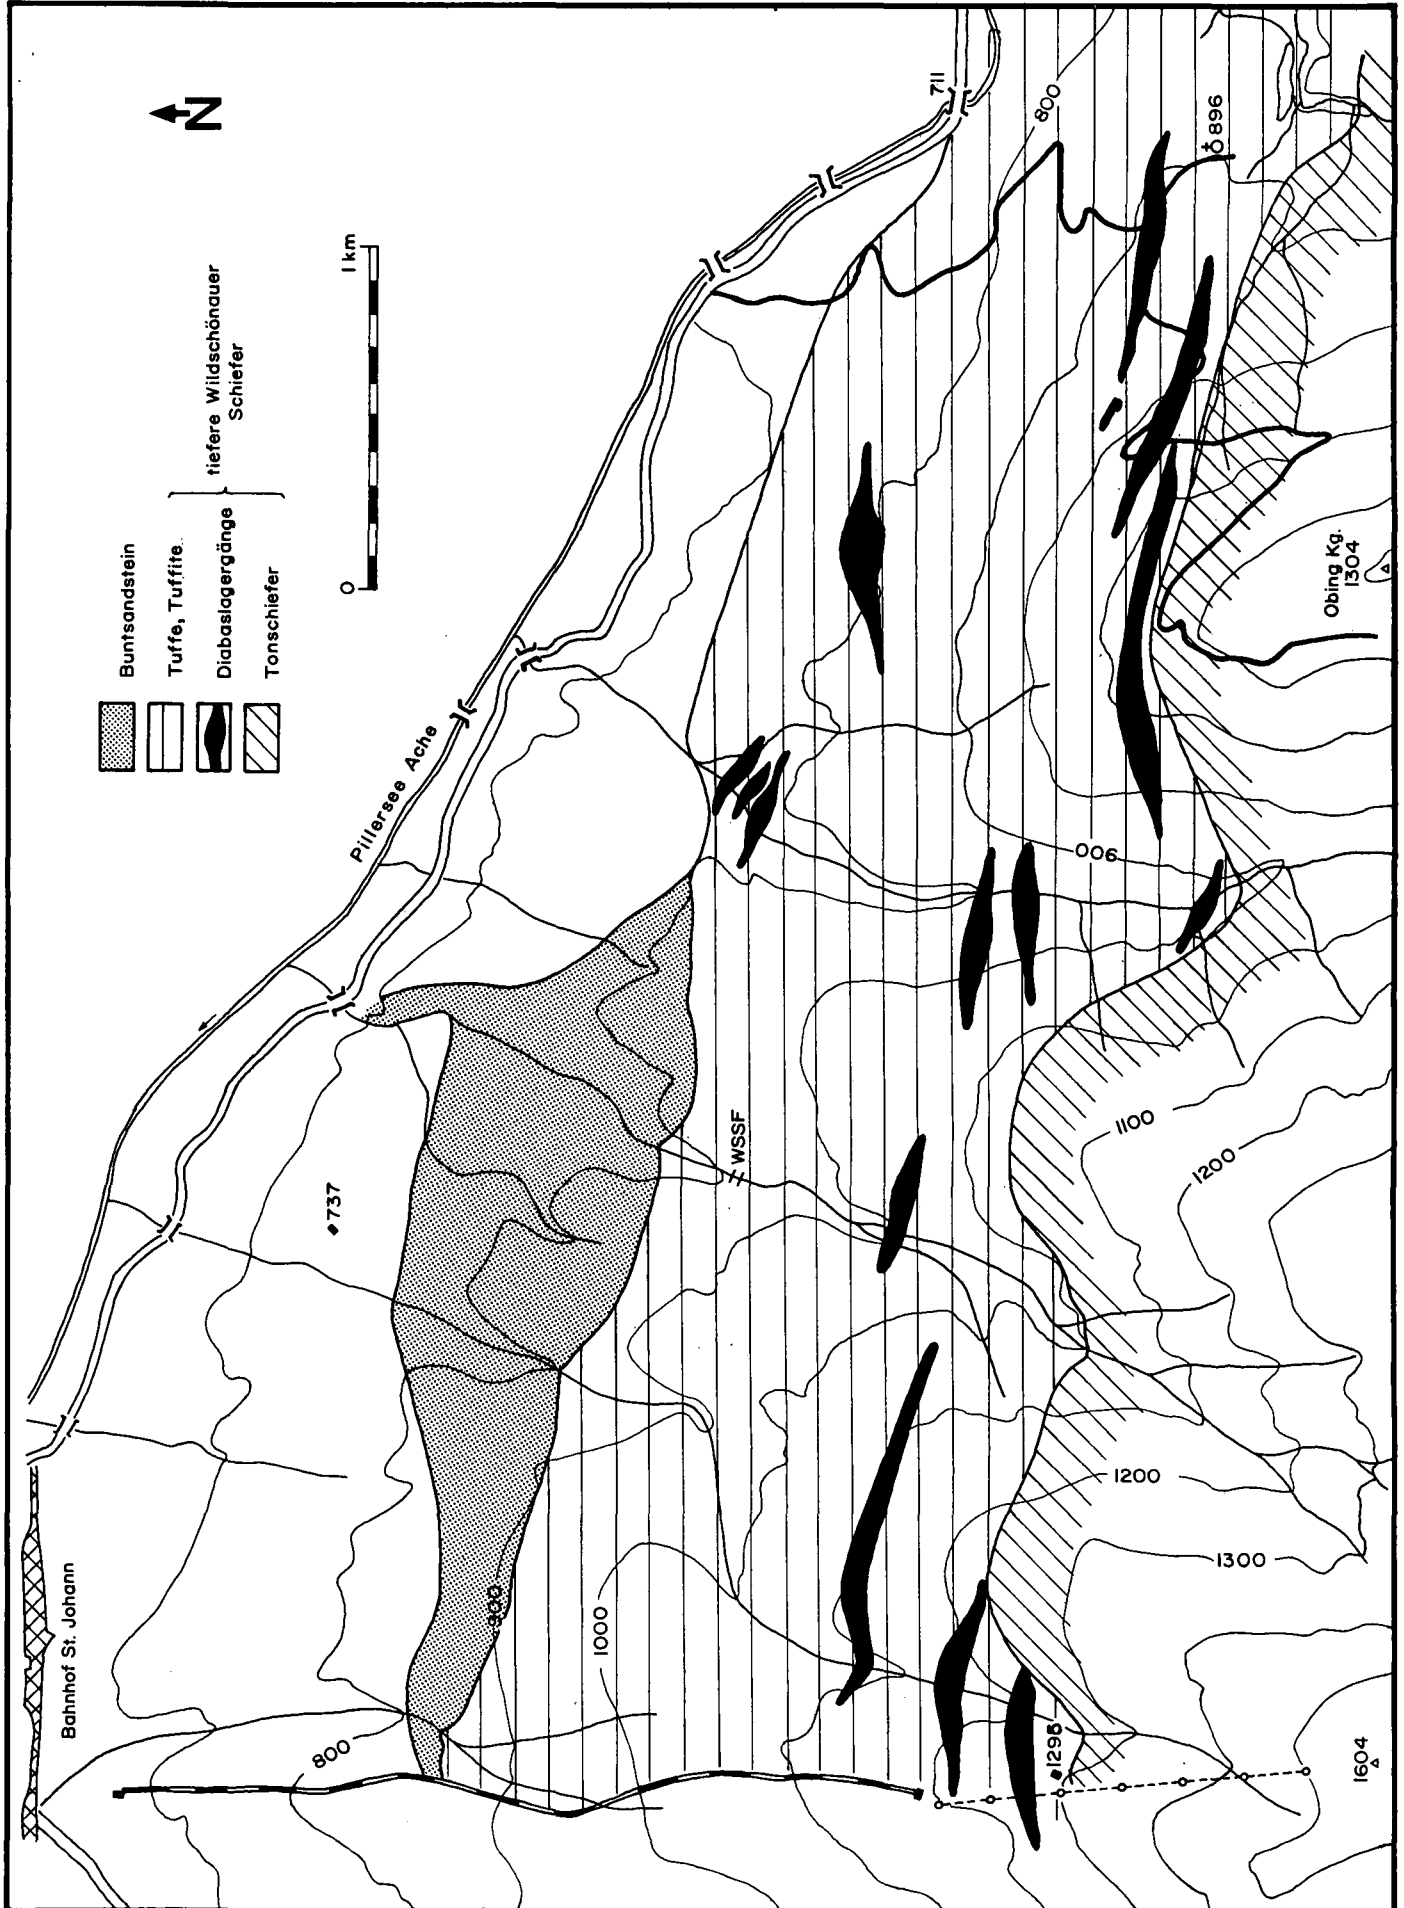 N
0
1 km
Buntsandstein
Tuffe, Tuffite
Diabaslagergänge
Tonschiefer
tiefere Wildschönauer
Schiefer
Bahnhof St. Johann
Pillersee Ache
711
800
896
737
WSSF
900
Obing Kg.
1304
1100
1200
900
1000
1200
1300
800
1295
1604